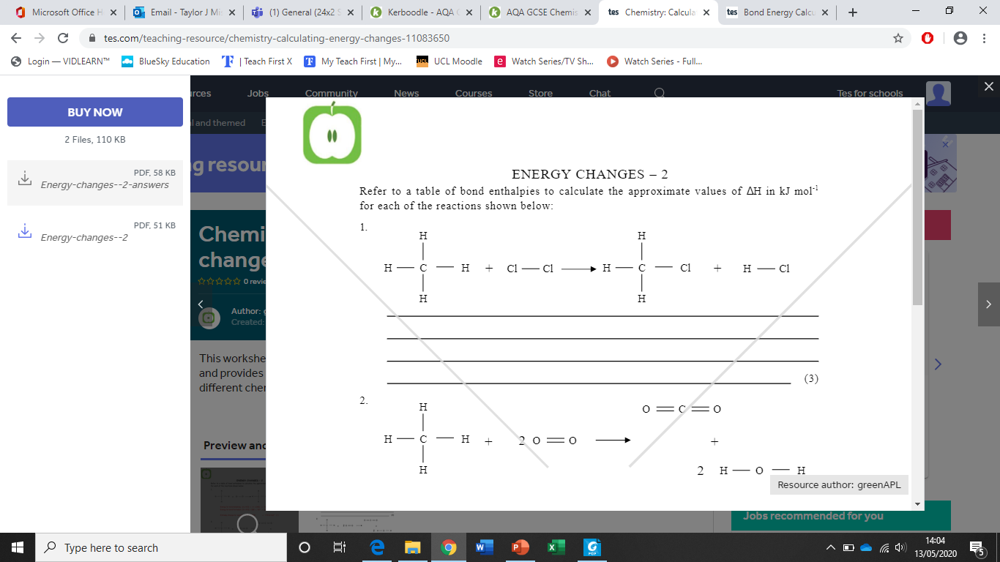 Microsoft Office H
Email - Taylor J Mi
(1) General (24x2 S
Kerboodle - AQA G
AQA GCSE Chemis
tes Chemistry: Calcula
tes Bond Energy Calcu
tes.com/teaching-resource/chemistry-calculating-energy-changes-11083650
Login — VIDLEARN™ BlueSky Education | Teach First X My Teach First | My... UCL Moodle Watch Series/TV Sh... Watch Series - Full...
rces Jobs Community News Courses Store Chat Tes for schools
BUY NOW
2 Files, 110 KB
PDF, 58 KB
Energy-changes--2-answers
PDF, 51 KB
Energy-changes--2
l and themed E
g resour
Chemi
change
0 revie
Author: g
Created:
This workshe
and provides
different cher
Preview and
ENERGY CHANGES – 2
Refer to a table of bond enthalpies to calculate the approximate values of ΔH in kJ mol-1
for each of the reactions shown below:
1.
H H
H — C — H + Cl — Cl → H — C — Cl + H — Cl
H H
(3)
2.
H O = C = O
H — C — H + 2 O = O → +
H 2 H — O — H
Resource author: greenAPL
Jobs recommended for you
Type here to search
14:04
13/05/2020
5